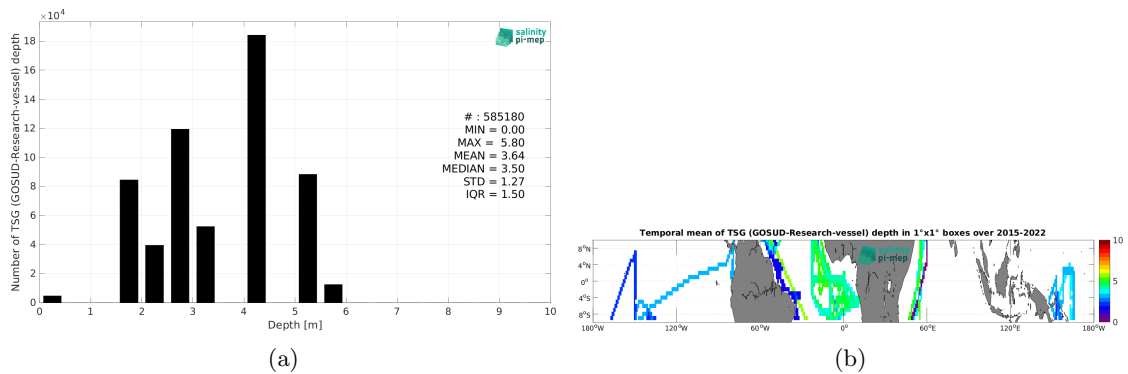 ×10⁴
18
16
14
12
10
8
6
4
2
0
Number of TSG (GOSUD-Research-vessel) depth
salinity
pi-mep
# : 585180
MIN = 0.00
MAX = 5.80
MEAN = 3.64
MEDIAN = 3.50
STD = 1.27
IQR = 1.50
0 1 2 3 4 5 6 7 8 9 10
Depth [m]
(a)
Temporal mean of TSG (GOSUD-Research-vessel) depth in 1°x1° boxes over 2015-2022
salinity
pi-mep
8°N
4°N
0°
4°S
8°S
180°W 120°W 60°W 0° 60°E 120°E 180°W
10
5
0
(b)